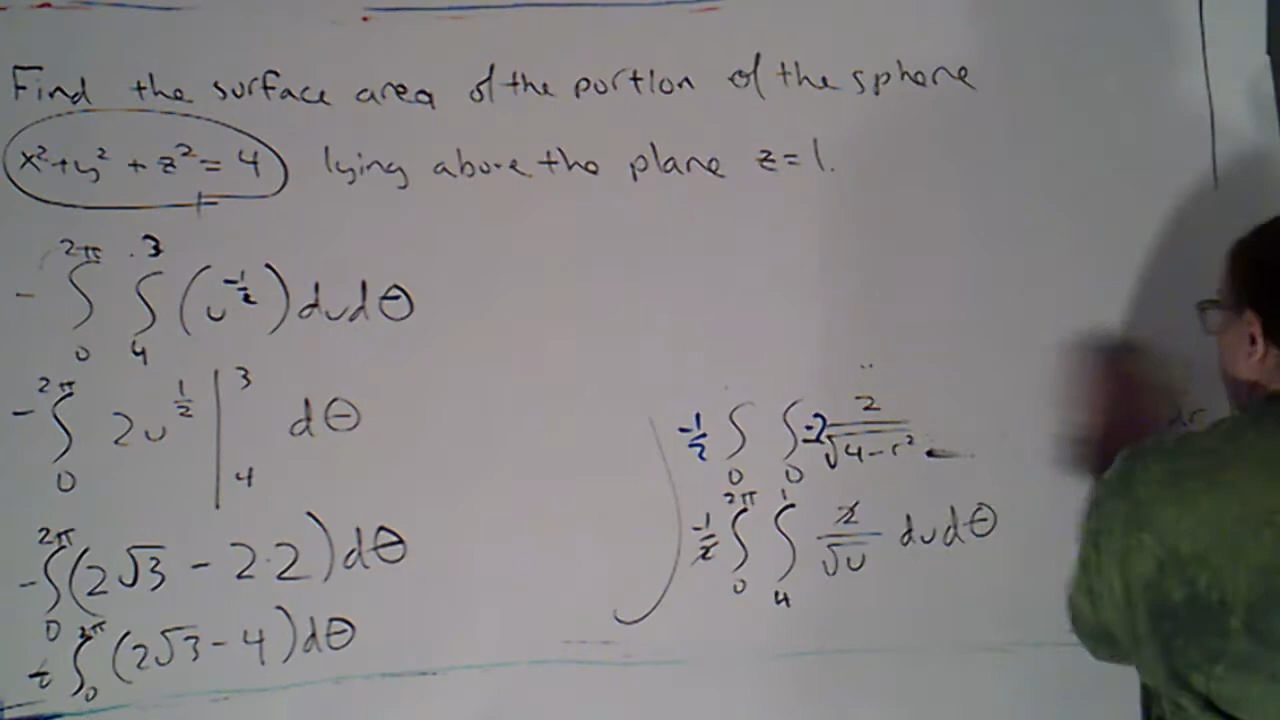 Find the surface area of the portion of the sphere
x²+y²+z²=4 lying above the plane z=1.
-∫₀^{2π} ∫₄^{3} (u^{-1/2}) du dθ
-∫₀^{2π} 2u^{1/2} |₄^{3} dθ
-∫₀^{2π} (2√3 - 2·2) dθ
∫₀^{2π} (2√3 - 4) dθ
-1/2 ∫₀ ∫₀ -2 2/√(4-r²)
dr
-1/2 ∫₀^{2π} ∫₄^{1} 2/√u du dθ